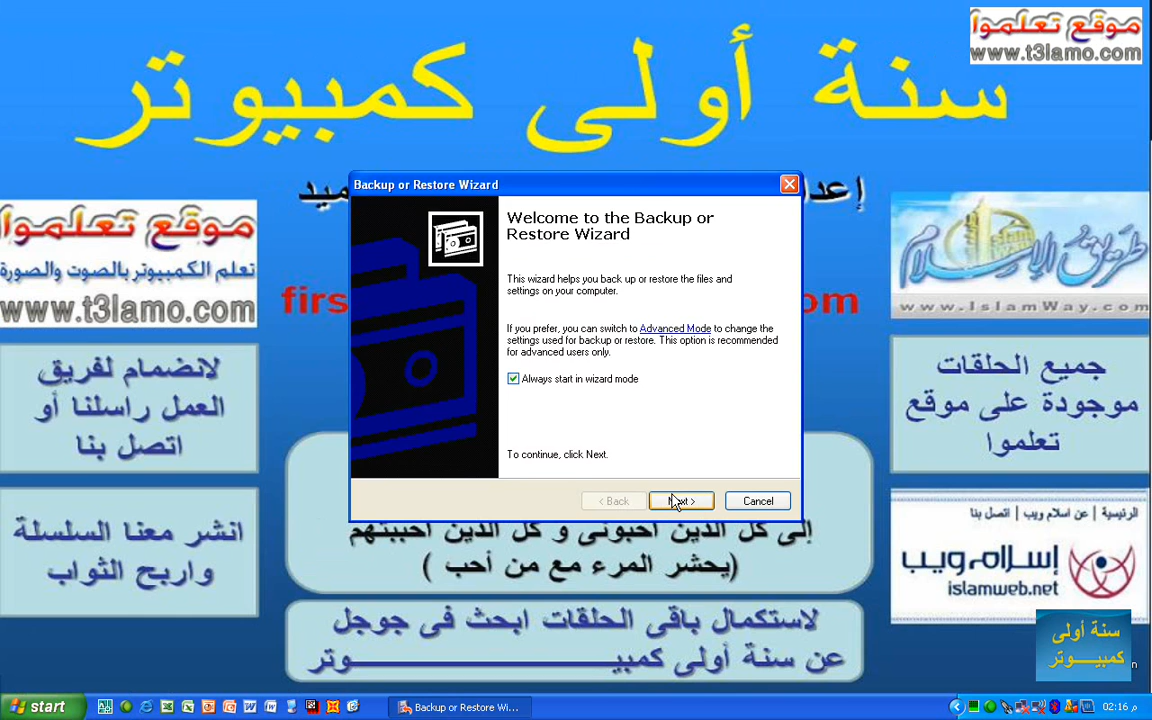 موقع تعلموا
www.t3lamo.com
سنة أولى كمبيوتر
Backup or Restore Wizard
Welcome to the Backup or
Restore Wizard
This wizard helps you back up or restore the files and
settings on your computer.
If you prefer, you can switch to Advanced Mode to change the
settings used for backup or restore. This option is recommended
for advanced users only.
Always start in wizard mode
To continue, click Next.
< Back
Next >
Cancel
موقع تعلموا
تعلم الكمبيوتر بالصوت والصورة
www.t3lamo.com
لانضمام لفريق
العمل راسلنا أو
اتصل بنا
انشر معنا السلسلة
واربح الثواب
طريق الإسلام
www.IslamWay.com
جميع الحلقات
موجودة على موقع
تعلموا
الرئيسية | عن اسلام ويب | اتصل بنا
إسلام ويب
islamweb.net
إلى كل الذين أحبونى و كل الذين أحببتهم
(يحشر المرء مع من أحب )
لاستكمال باقى الحلقات ابحث فى جوجل
عن سنة أولى كمبيـــــوتر
سنة أولى
كمبيـــوتر
start
Backup or Restore Wi...
02:16 م